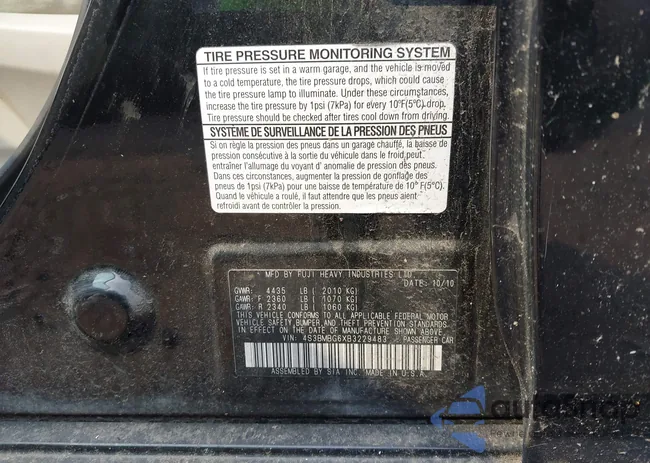 TIRE PRESSURE MONITORING SYSTEM
If tire pressure is set in a warm garage, and the vehicle is moved
to a cold temperature, the tire pressure drops, which could cause
the tire pressure lamp to illuminate. Under these circumstances,
increase the tire pressure by 1psi (7kPa) for every 10°F(5°C) drop.
Tire pressure should be checked after tires cool down from driving.
SYSTÈME DE SURVEILLANCE DE LA PRESSION DES PNEUS
Si on règle la pression des pneus dans un garage chauffé, la baisse de
pression consécutive à la sortie du véhicule dans le froid peut
entraîner l'allumage du voyant d' anomalie de pression des pneus.
Dans ces circonstances, augmenter la pression de gonflage des
pneus de 1psi (7kPa) pour une baisse de température de 10° F(5°C).
Quand le véhicule a roulé, il faut attendre que les pneus aient
refroidi avant de contrôler la pression.
MFD BY FUJI HEAVY INDUSTRIES LTD.
DATE: 10/10
GVWR: 4435 LB ( 2010 KG)
GAWR: F 2360 LB ( 1070 KG)
GAWR: R 2340 LB ( 1060 KG)
THIS VEHICLE CONFORMS TO ALL APPLICABLE FEDERAL MOTOR
VEHICLE SAFETY, BUMPER AND THEFT PREVENTION STANDARDS
IN EFFECT ON THE DATE OF MANUFACTURE SHOWN ABOVE.
VIN: 4S3BMBG6XB3229483 PASSENGER CAR
ASSEMBLED BY SIA INC. MADE IN U.S.A.
autosnap